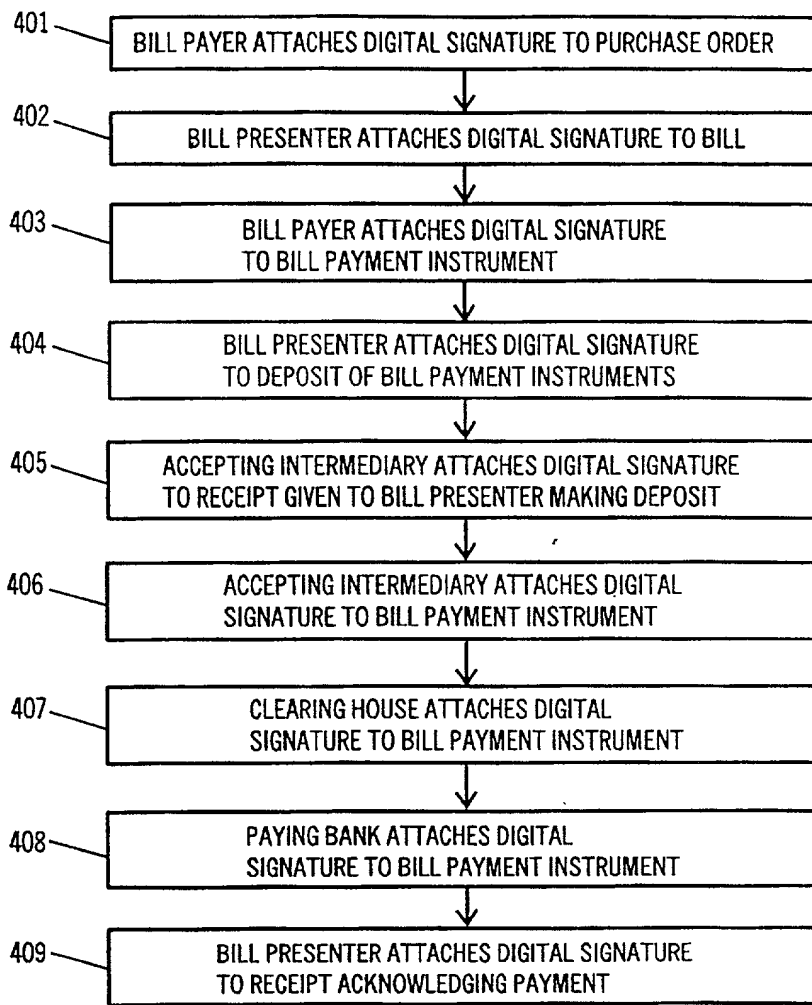 401
BILL PAYER ATTACHES DIGITAL SIGNATURE TO PURCHASE ORDER
402
BILL PRESENTER ATTACHES DIGITAL SIGNATURE TO BILL
403
BILL PAYER ATTACHES DIGITAL SIGNATURE
TO BILL PAYMENT INSTRUMENT
404
BILL PRESENTER ATTACHES DIGITAL SIGNATURE
TO DEPOSIT OF BILL PAYMENT INSTRUMENTS
405
ACCEPTING INTERMEDIARY ATTACHES DIGITAL SIGNATURE
TO RECEIPT GIVEN TO BILL PRESENTER MAKING DEPOSIT
406
ACCEPTING INTERMEDIARY ATTACHES DIGITAL
SIGNATURE TO BILL PAYMENT INSTRUMENT
407
CLEARING HOUSE ATTACHES DIGITAL
SIGNATURE TO BILL PAYMENT INSTRUMENT
408
PAYING BANK ATTACHES DIGITAL
SIGNATURE TO BILL PAYMENT INSTRUMENT
409
BILL PRESENTER ATTACHES DIGITAL SIGNATURE
TO RECEIPT ACKNOWLEDGING PAYMENT